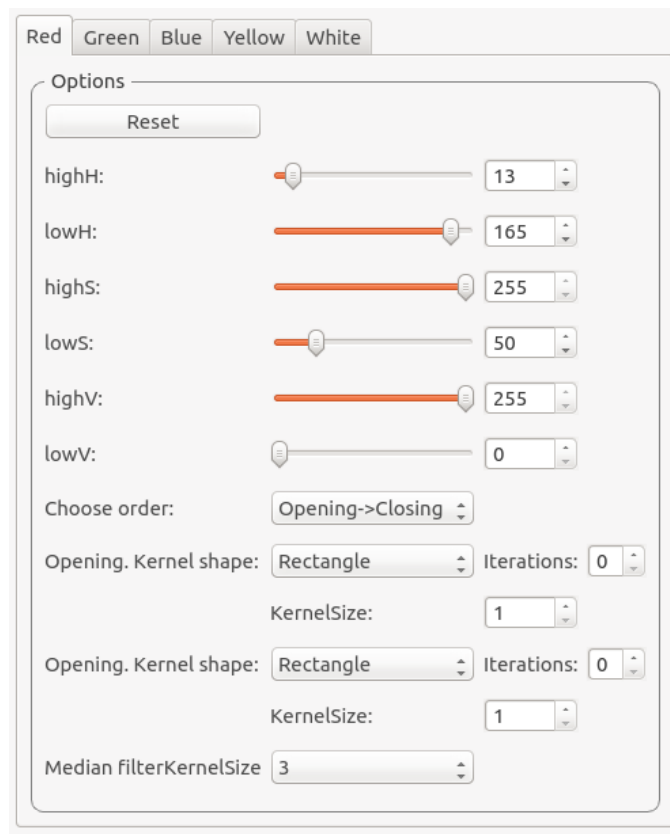 Red Green Blue Yellow White
Options
Reset
highH: 13
lowH: 165
highS: 255
lowS: 50
highV: 255
lowV: 0
Choose order: Opening->Closing
Opening. Kernel shape: Rectangle Iterations: 0
KernelSize: 1
Opening. Kernel shape: Rectangle Iterations: 0
KernelSize: 1
Median filterKernelSize 3